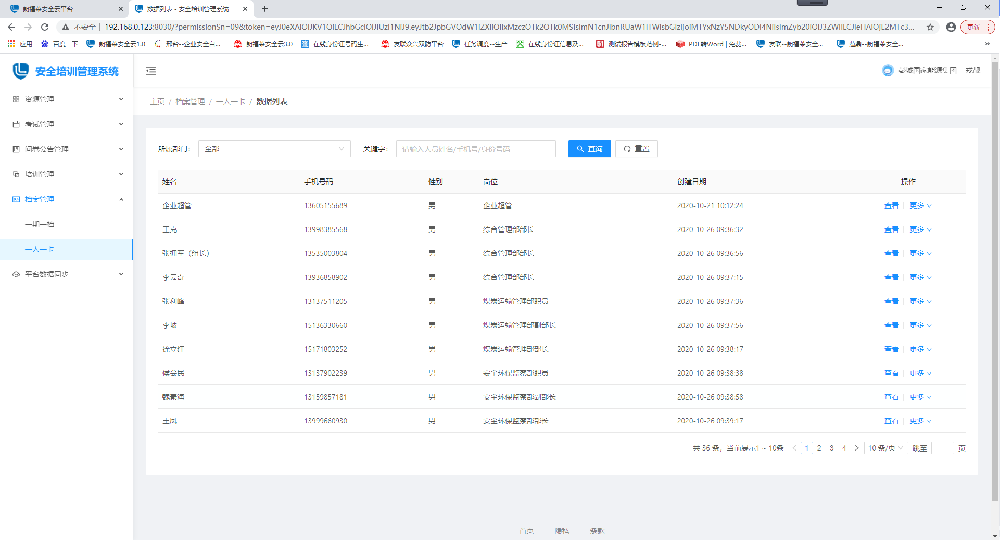 朗福莱安全云平台
数据列表 - 安全培训管理系统
不安全 192.168.0.123:8030/?permissionSn=09&token=eyJ0eXAiOiJKV1QiLCJhbGciOiJIUzI1NiJ9.eyJtb2JpbGVOdW1iZXIiOiIxMzczOTk2OTk0MSIsImN1cnJlbnRUaW1lTWlsbGlzIjoiMTYxNzY5NDkyODI4NiIsImZyb20iOiJ3ZWIiLCJleHAiOjE2MTc3...
更新
应用 百度一下 朗福莱安全云1.0 邢台--企业安全自... 朗福莱安全云3.0 在线身份证号码生... 友联众兴双防平台 任务调度--生产 在线身份证信息及... 测试报告模板范例-... PDF转Word | 免费... 友联--朗福莱安全... 蕴鼎--朗福莱安全... »
安全培训管理系统
彭城国家能源集团 戎靓
资源管理
考试管理
问卷公告管理
培训管理
档案管理
一期一档
一人一卡
平台数据同步
主页 / 档案管理 / 一人一卡 / 数据列表
所属部门： 全部 关键字： 请输入人员姓名/手机号/身份号码 查询 重置
姓名 手机号码 性别 岗位 创建日期 操作
企业超管 13605155689 男 企业超管 2020-10-21 10:12:24 查看 更多
王克 13998385568 男 综合管理部部长 2020-10-26 09:36:32 查看 更多
张拥军（组长） 13535003804 男 综合管理部部长 2020-10-26 09:36:56 查看 更多
李云奇 13936858902 男 综合管理部部长 2020-10-26 09:37:15 查看 更多
张利峰 13137511205 男 煤炭运输管理部职员 2020-10-26 09:37:36 查看 更多
李坡 15136330660 男 煤炭运输管理部副部长 2020-10-26 09:37:56 查看 更多
徐立红 15171803252 男 煤炭运输管理部部长 2020-10-26 09:38:17 查看 更多
侯会民 13137902239 男 安全环保监察部职员 2020-10-26 09:38:38 查看 更多
魏素海 13159857181 男 安全环保监察部副部长 2020-10-26 09:38:58 查看 更多
王凤 13999660930 男 安全环保监察部部长 2020-10-26 09:39:17 查看 更多
共 36 条，当前展示1 ~ 10条 1 2 3 4 10 条/页 跳至 页
首页 隐私 条款